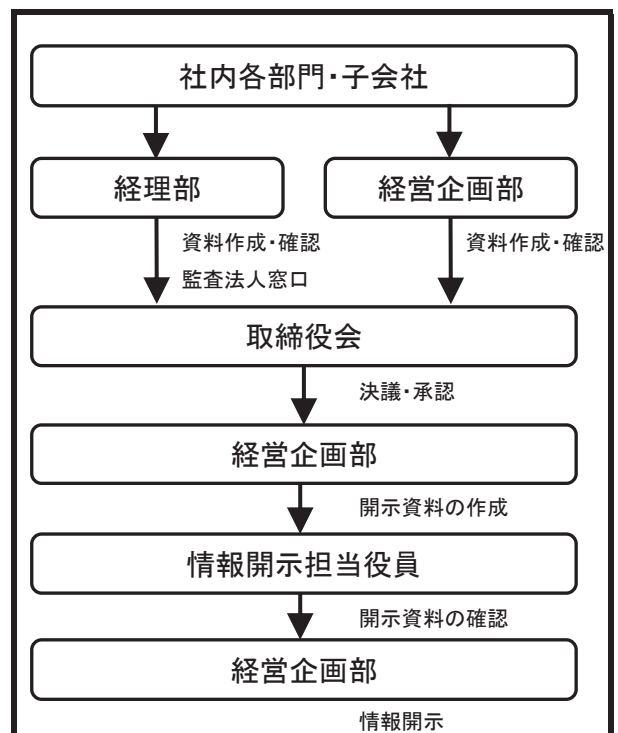 社内各部門・子会社
経理部
経営企画部
資料作成・確認
監査法人窓口
資料作成・確認
取締役会
決議・承認
経営企画部
開示資料の作成
情報開示担当役員
開示資料の確認
経営企画部
情報開示